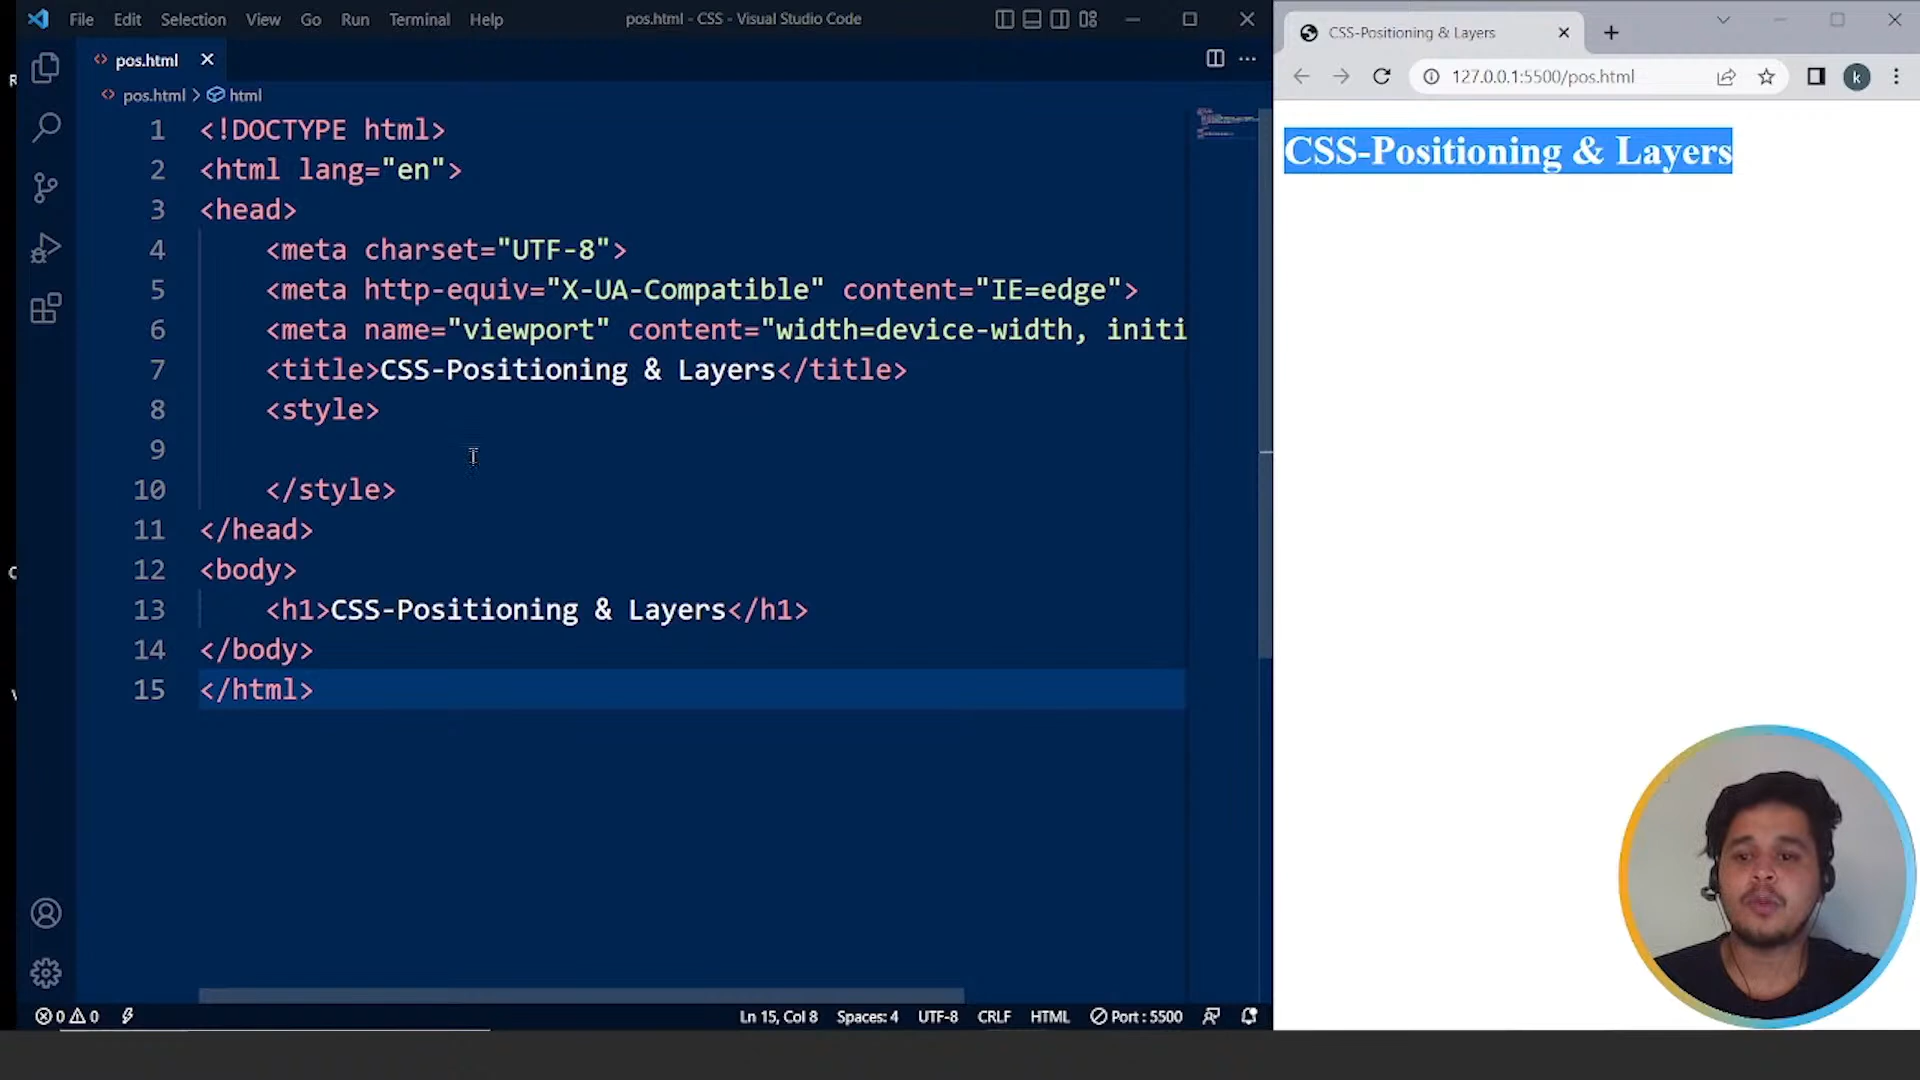 File Edit Selection View Go Run Terminal Help
pos.html - CSS - Visual Studio Code
pos.html
pos.html > html
1 <!DOCTYPE html>
2 <html lang="en">
3 <head>
4 <meta charset="UTF-8">
5 <meta http-equiv="X-UA-Compatible" content="IE=edge">
6 <meta name="viewport" content="width=device-width, initi
7 <title>CSS-Positioning & Layers</title>
8 <style>
9
10 </style>
11 </head>
12 <body>
13 <h1>CSS-Positioning & Layers</h1>
14 </body>
15 </html>
0 0
Ln 15, Col 8 Spaces: 4 UTF-8 CRLF HTML Port : 5500
CSS-Positioning & Layers
127.0.0.1:5500/pos.html
k
CSS-Positioning & Layers